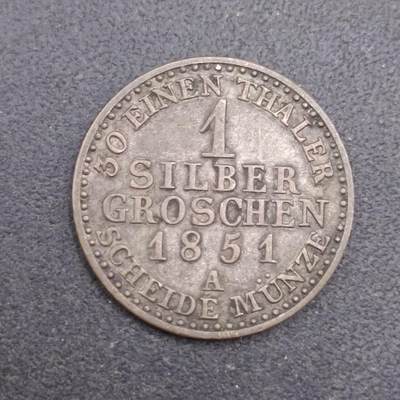 30 EINEN THALER
1
SILBER
GROSCHEN
1851
A
SCHEIDE MÜNZE